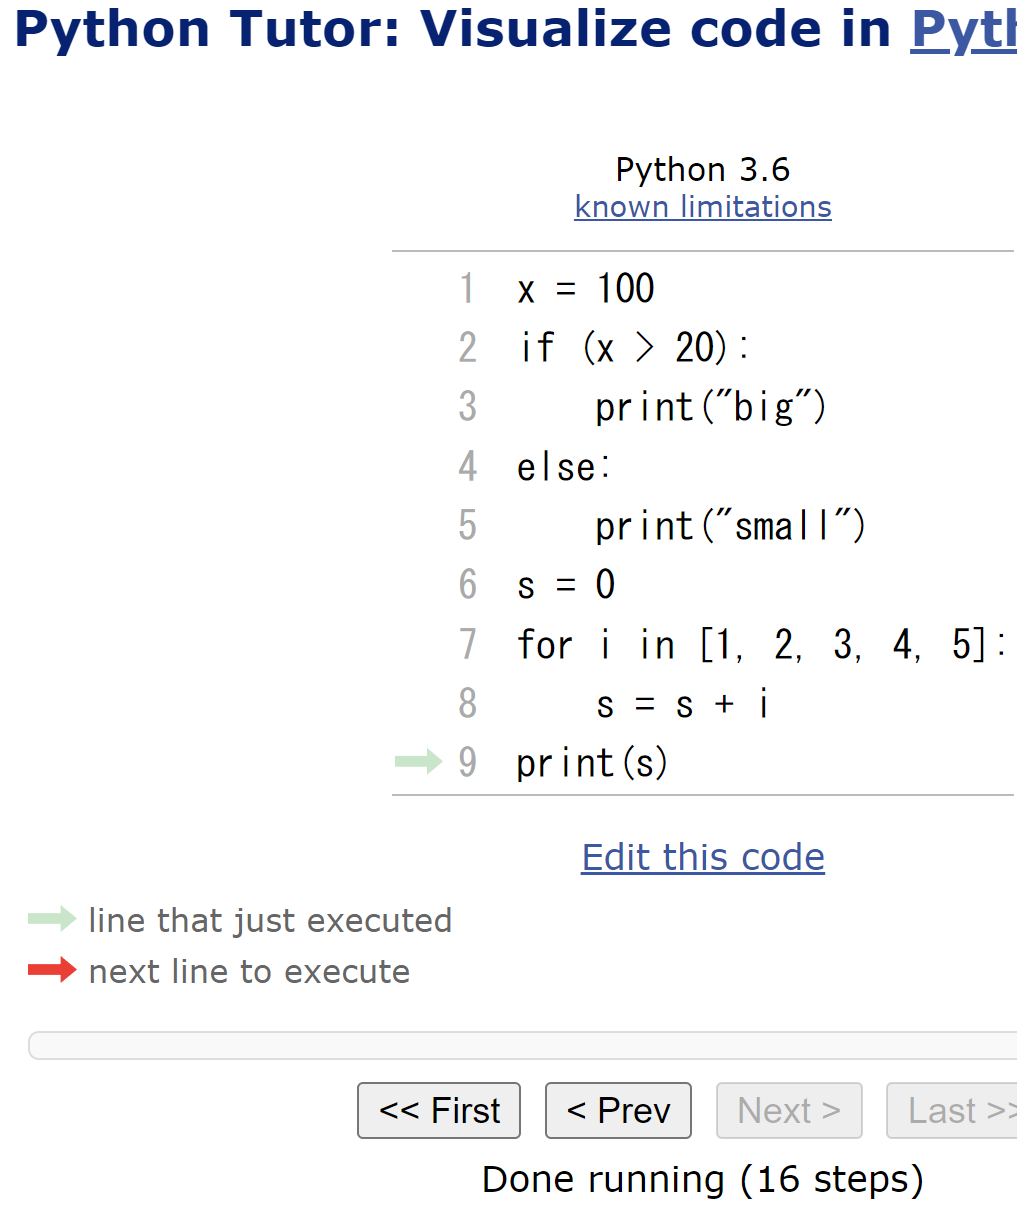 Python Tutor: Visualize code in Pyth
Python 3.6
known limitations
1 x = 100
2 if (x > 20):
3     print("big")
4 else:
5     print("small")
6 s = 0
7 for i in [1, 2, 3, 4, 5]:
8     s = s + i
9 print(s)
Edit this code
line that just executed
next line to execute
<< First < Prev Next > Last >>
Done running (16 steps)